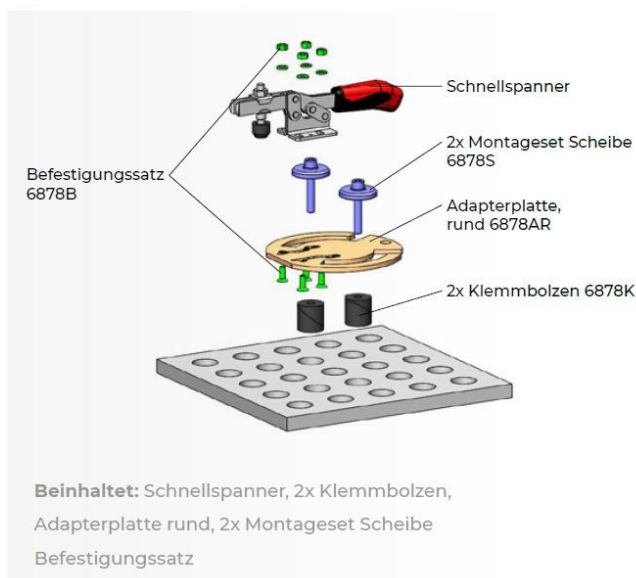 Schnellspanner
2x Montageset Scheibe
6878S
Befestigungssatz
6878B
Adapterplatte,
rund 6878AR
2x Klemmbolzen 6878K
Beinhaltet: Schnellspanner, 2x Klemmbolzen,
Adapterplatte rund, 2x Montageset Scheibe
Befestigungssatz